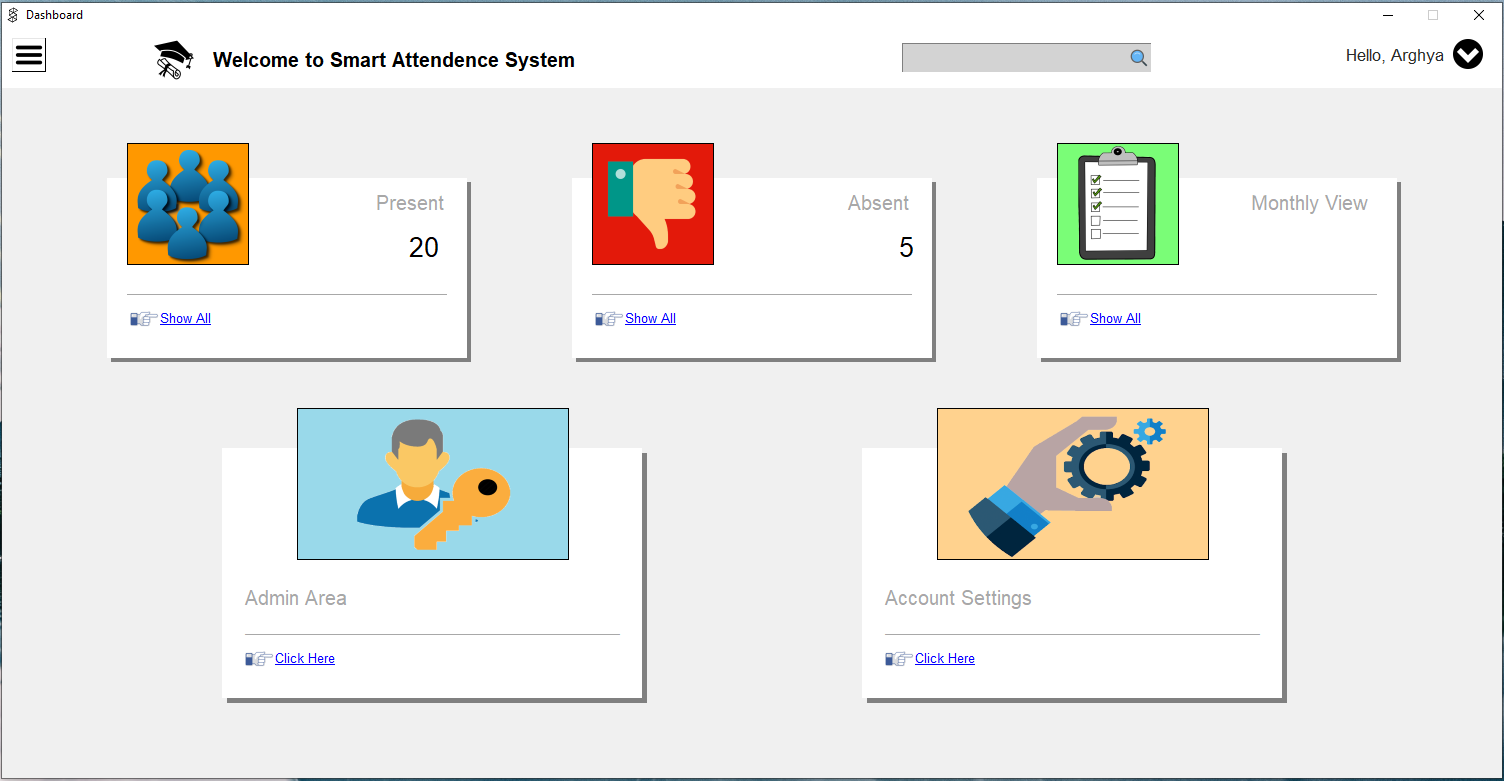 Dashboard
Welcome to Smart Attendence System
Hello, Arghya
Present
20
Show All
Absent
5
Show All
Monthly View
Show All
Admin Area
Click Here
Account Settings
Click Here